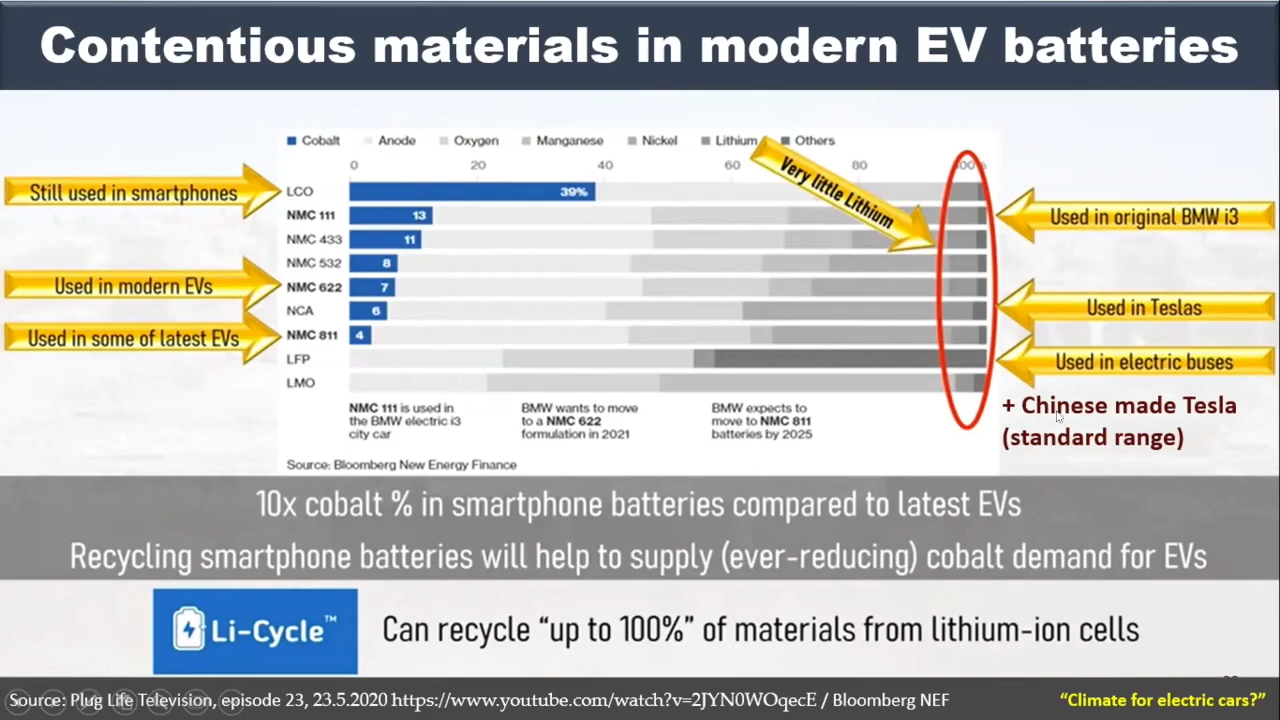 Contentious materials in modern EV batteries
Cobalt Anode Oxygen Manganese Nickel Lithium Others
0 20 40 60 80 100%
Very little Lithium
Still used in smartphones
LCO 39%
NMC 111 13
Used in original BMW i3
NMC 433 11
NMC 532 8
Used in modern EVs
NMC 622 7
NCA 6
Used in Teslas
Used in some of latest EVs
NMC 811 4
LFP
Used in electric buses
LMO
+ Chinese made Tesla
(standard range)
NMC 111 is used in
the BMW electric i3
city car
BMW wants to move
to a NMC 622
formulation in 2021
BMW expects to
move to NMC 811
batteries by 2025
Source: Bloomberg New Energy Finance
10x cobalt % in smartphone batteries compared to latest EVs
Recycling smartphone batteries will help to supply (ever-reducing) cobalt demand for EVs
Li-Cycle™
Can recycle “up to 100%” of materials from lithium-ion cells
Source: Plug Life Television, episode 23, 23.5.2020 https://www.youtube.com/watch?v=2JYN0WOqecE / Bloomberg NEF
“Climate for electric cars?”